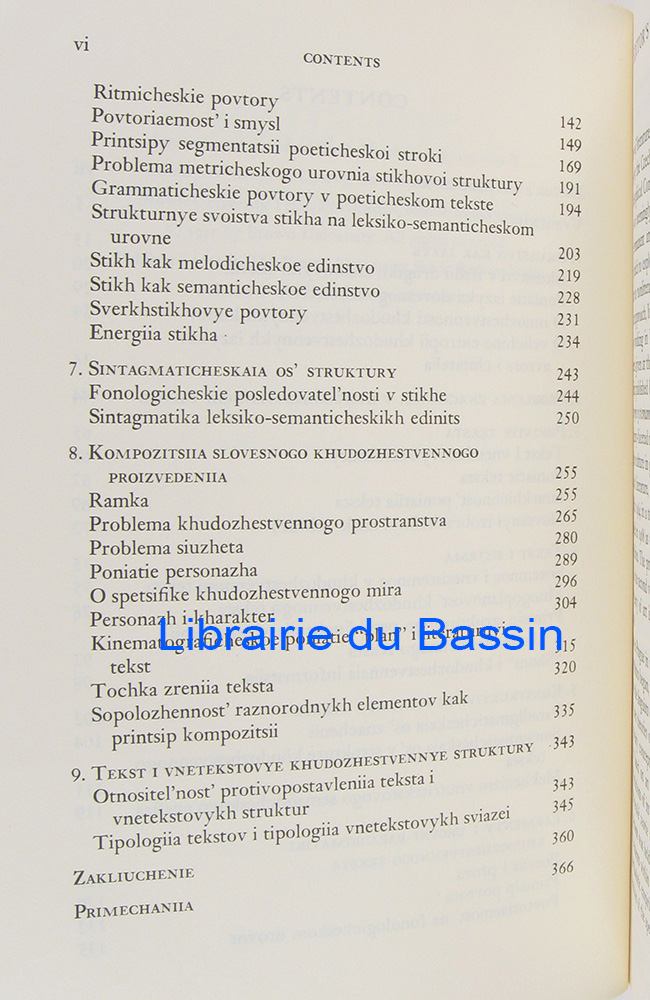 vi
CONTENTS
Ritmicheskie povtory 142
Povtoriaemost' i smysl 149
Printsipy segmentatsii poeticheskoi stroki 169
Problema metricheskogo urovnia stikhovoi struktury 191
Grammaticheskie povtory v poeticheskom tekste 194
Strukturnye svoistva stikha na leksiko-semanticheskom
urovne 203
Stikh kak melodicheskoe edinstvo 219
Stikh kak semanticheskoe edinstvo 228
Sverkhstikhovye povtory 231
Energiia stikha 234
7. SINTAGMATICHESKAIA OS' STRUKTURY 243
Fonologicheskie posledovatel'nosti v stikhe 244
Sintagmatika leksiko-semanticheskikh edinits 250
8. KOMPOZITSIIA SLOVESNOGO KHUDOZHESTVENNOGO
PROIZVEDENIIA 255
Ramka 255
Problema khudozhestvennogo prostranstva 265
Problema siuzheta 280
Poniatie personazha 289
O spetsifike khudozhestvennogo mira 296
Personazh i kharakter 304
Kinematograficheskoe poniatie "plan" i literaturnyi
Librairie du Bassin
tekst 315
Tochka zreniia teksta 320
Sopolozhennost' raznorodnykh elementov kak
printsip kompozitsii 335
9. TEKST I VNETEKSTOVYE KHUDOZHESTVENNYE STRUKTURY 343
Otnositel'nost' protivopostavleniia teksta i
vnetekstovykh struktur 343
Tipologiia tekstov i tipologiia vnetekstovykh sviazei 345
ZAKLIUCHENIE 360
PRIMECHANIIA 366